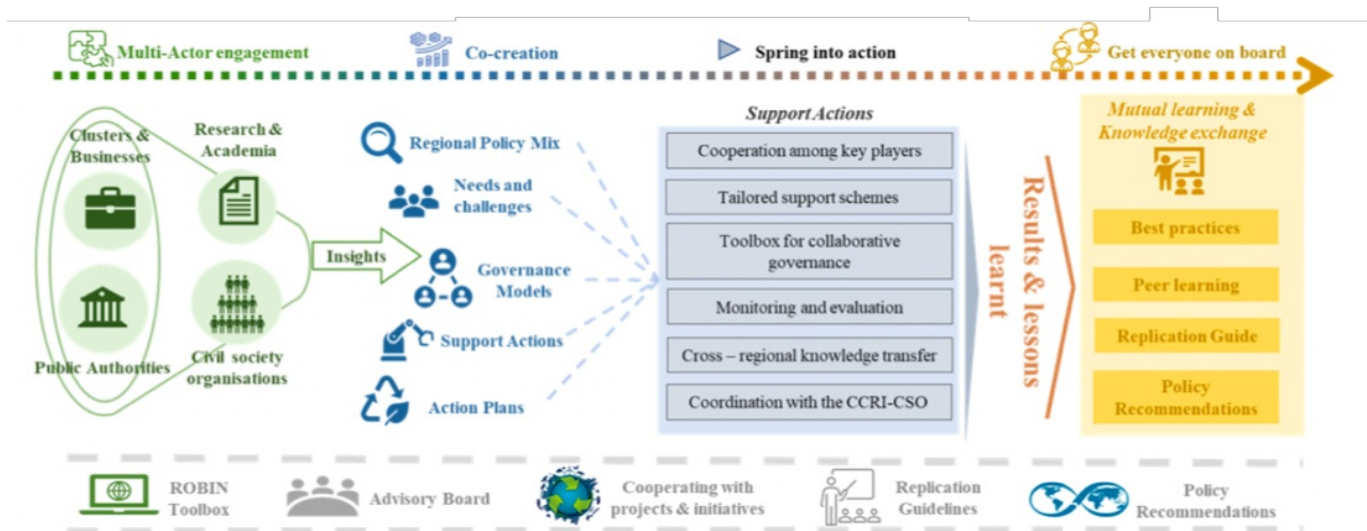 Multi-Actor engagement
Co-creation
Spring into action
Get everyone on board
Clusters &
Businesses
Research &
Academia
Public Authorities
Civil society
organisations
Insights
Regional Policy Mix
Needs and
challenges
Governance
Models
Support Actions
Action Plans
Support Actions
Cooperation among key players
Tailored support schemes
Toolbox for collaborative
governance
Monitoring and evaluation
Cross – regional knowledge transfer
Coordination with the CCRI-CSO
Results & lessons
learnt
Mutual learning &
Knowledge exchange
Best practices
Peer learning
Replication Guide
Policy
Recommendations
ROBIN
Toolbox
Advisory Board
Cooperating with
projects & initiatives
Replication
Guidelines
Policy
Recommendations